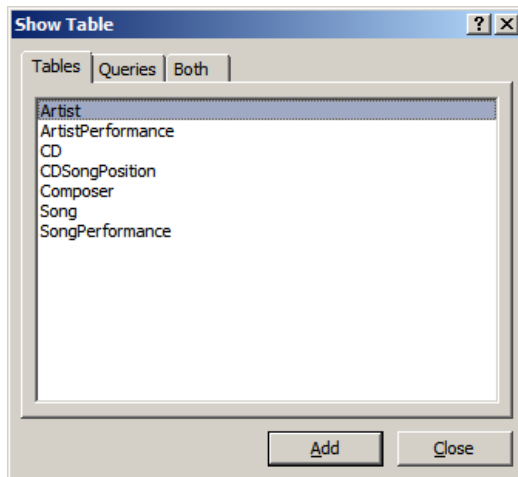 Show Table
Tables Queries Both
Artist
ArtistPerformance
CD
CDSongPosition
Composer
Song
SongPerformance
Add Close